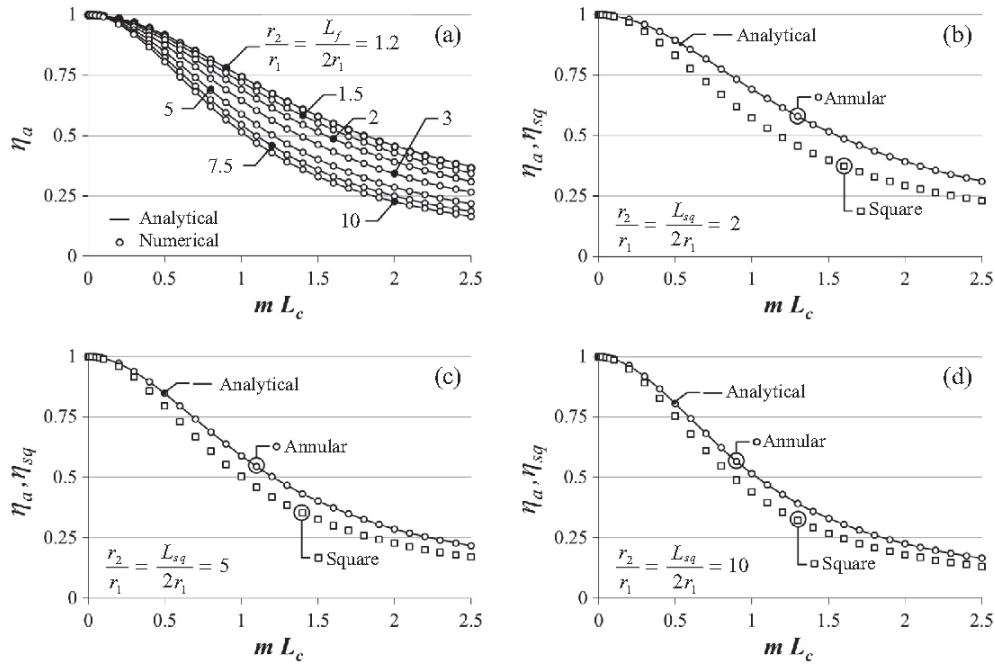 1
0.75
0.5
0.25
0
η_a
0 0.5 1 1.5 2 2.5
m L_c
(a)
r_2/r_1 = L_f/2r_1 = 1.2
1.5
2
3
5
7.5
10
Analytical
Numerical
1
0.75
0.5
0.25
0
η_a, η_sq
0 0.5 1 1.5 2 2.5
m L_c
(b)
Analytical
Annular
Square
r_2/r_1 = L_sq/2r_1 = 2
1
0.75
0.5
0.25
0
η_a, η_sq
0 0.5 1 1.5 2 2.5
m L_c
(c)
Analytical
Annular
Square
r_2/r_1 = L_sq/2r_1 = 5
1
0.75
0.5
0.25
0
η_a, η_sq
0 0.5 1 1.5 2 2.5
m L_c
(d)
Analytical
Annular
Square
r_2/r_1 = L_sq/2r_1 = 10